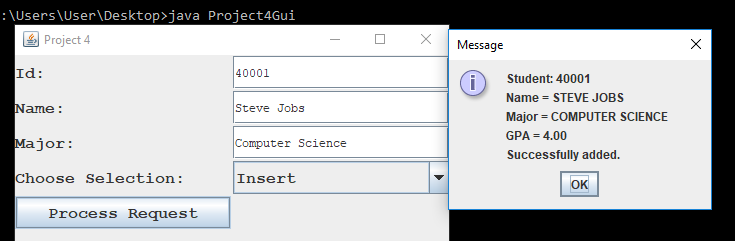 :\Users\User\Desktop>java Project4Gui
Project 4
Id:
40001
Name:
Steve Jobs
Major:
Computer Science
Choose Selection:
Insert
Process Request
Message
Student: 40001
Name = STEVE JOBS
Major = COMPUTER SCIENCE
GPA = 4.00
Successfully added.
OK